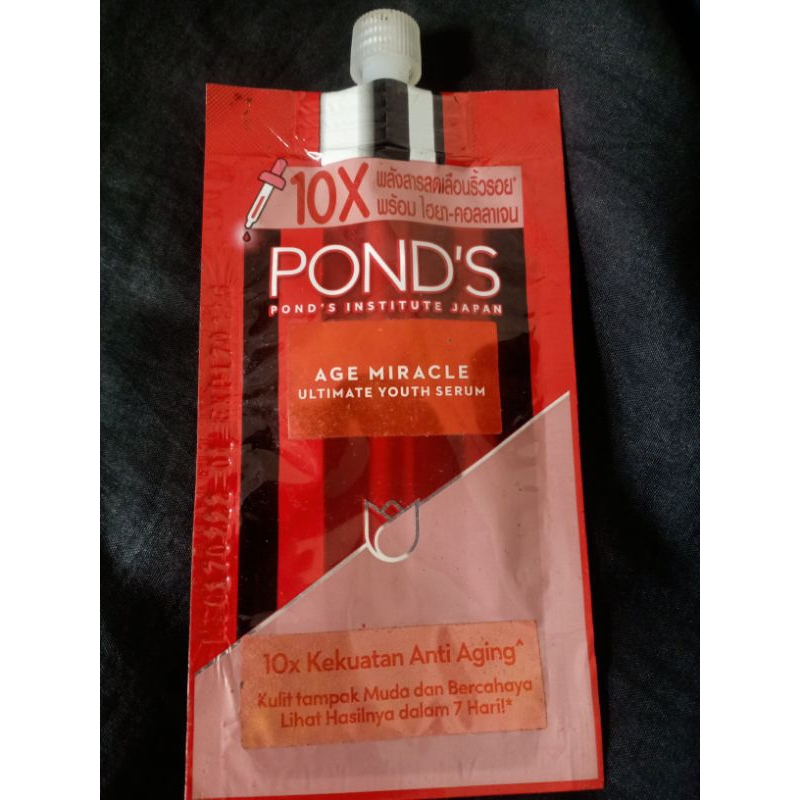 10X พลังสารลดเลือนริ้วรอย*
พร้อม ไฮยา-คอลลาเจน
POND'S
POND'S INSTITUTE JAPAN
AGE MIRACLE
ULTIMATE YOUTH SERUM
10x Kekuatan Anti Aging^
Kulit tampak Muda dan Bercahaya
Lihat Hasilnya dalam 7 Hari!*